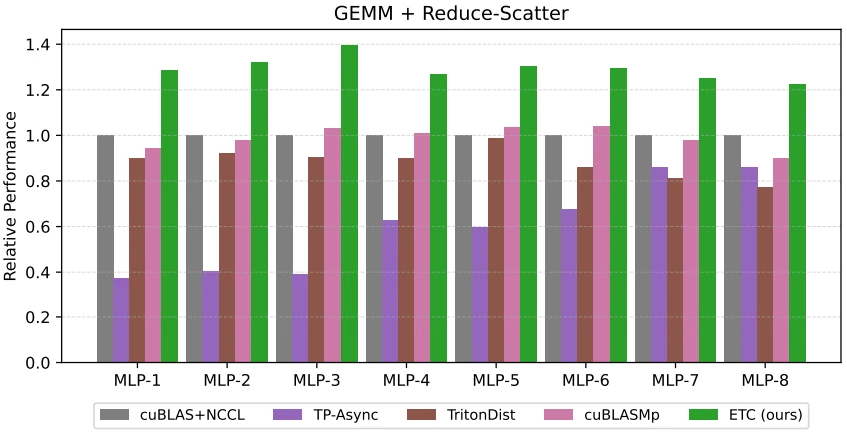 GEMM + Reduce-Scatter
Relative Performance
1.4
1.2
1.0
0.8
0.6
0.4
0.2
0.0
MLP-1 MLP-2 MLP-3 MLP-4 MLP-5 MLP-6 MLP-7 MLP-8
cuBLAS+NCCL TP-Async TritonDist cuBLASMp ETC (ours)